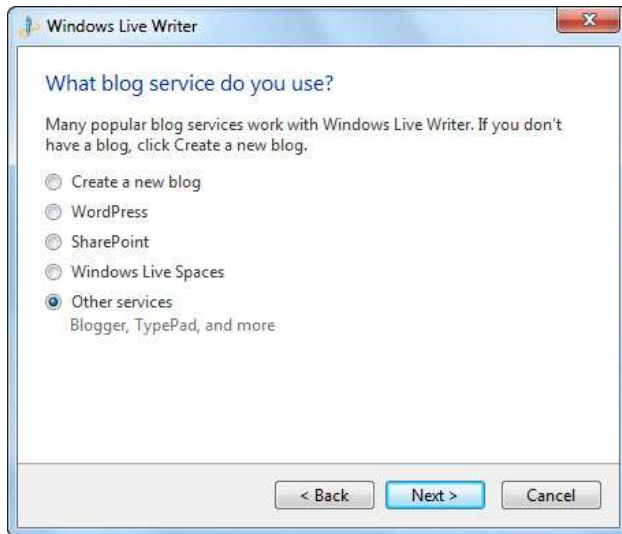 Windows Live Writer
What blog service do you use?
Many popular blog services work with Windows Live Writer. If you don't
have a blog, click Create a new blog.
Create a new blog
WordPress
SharePoint
Windows Live Spaces
Other services
Blogger, TypePad, and more
< Back Next > Cancel